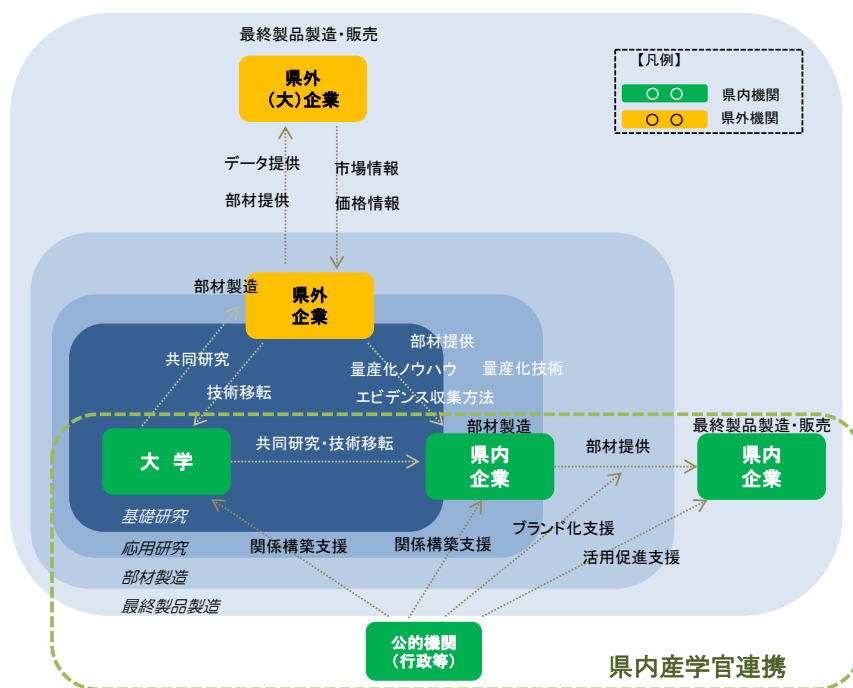 最終製品製造・販売
県外
（大）企業
【凡例】
○ ○ 県内機関
○ ○ 県外機関
データ提供
市場情報
部材提供
価格情報
部材製造
県外
企業
部材提供
共同研究
量産化ノウハウ
量産化技術
技術移転
エビデンス収集方法
部材製造
最終製品製造・販売
大 学
共同研究・技術移転
県内
企業
部材提供
県内
企業
基礎研究
ブランド化支援
応用研究
関係構築支援
関係構築支援
活用促進支援
部材製造
最終製品製造
公的機関
（行政等）
県内産学官連携